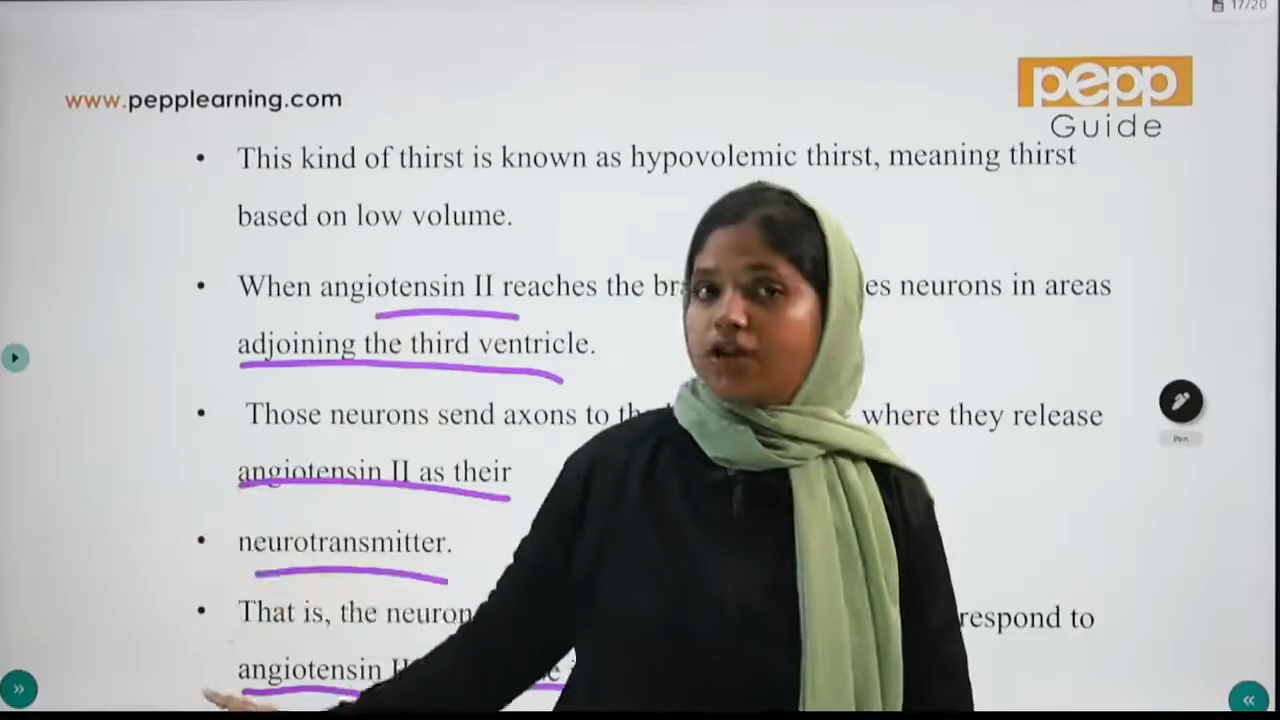 17/20
www.pepplearning.com
pepp
Guide
• This kind of thirst is known as hypovolemic thirst, meaning thirst
based on low volume.
• When angiotensin II reaches the es neurons in areas
adjoining the third ventricle.
• Those neurons send axons to where they release
angiotensin II as their
• neurotransmitter.
• That is, the neuron respond to
angiotensin
Pen